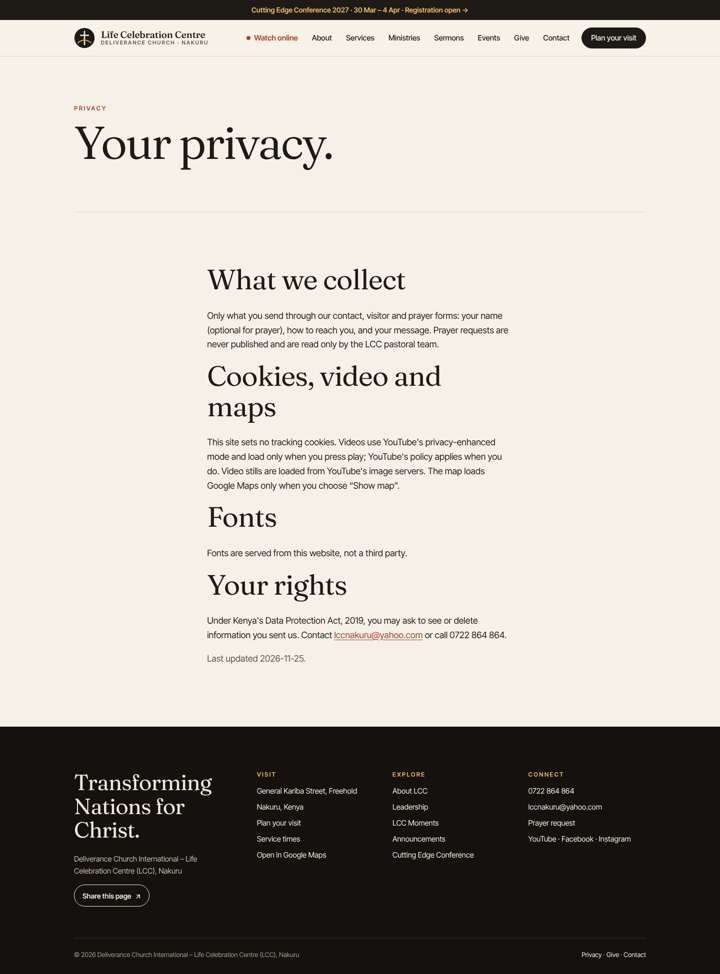 Cutting Edge Conference 2027 · 30 Mar – 4 Apr · Registration open →
Life Celebration Centre
DELIVERANCE CHURCH · NAKURU
Watch online
About
Services
Ministries
Sermons
Events
Give
Contact
Plan your visit
PRIVACY
Your privacy.
What we collect
Only what you send through our contact, visitor and prayer forms: your name
(optional for prayer), how to reach you, and your message. Prayer requests are
never published and are read only by the LCC pastoral team.
Cookies, video and
maps
This site sets no tracking cookies. Videos use YouTube's privacy-enhanced
mode and load only when you press play; YouTube's policy applies when you
do. Video stills are loaded from YouTube's image servers. The map loads
Google Maps only when you choose “Show map”.
Fonts
Fonts are served from this website, not a third party.
Your rights
Under Kenya's Data Protection Act, 2019, you may ask to see or delete
information you sent us. Contact lccnakuru@yahoo.com or call 0722 864 864.
Last updated 2026-11-25.
Transforming
Nations for
Christ.
Deliverance Church International – Life
Celebration Centre (LCC), Nakuru
Share this page ↗
VISIT
General Kariba Street, Freehold
Nakuru, Kenya
Plan your visit
Service times
Open in Google Maps
EXPLORE
About LCC
Leadership
LCC Moments
Announcements
Cutting Edge Conference
CONNECT
0722 864 864
lccnakuru@yahoo.com
Prayer request
YouTube · Facebook · Instagram
© 2026 Deliverance Church International – Life Celebration Centre (LCC), Nakuru
Privacy · Give · Contact